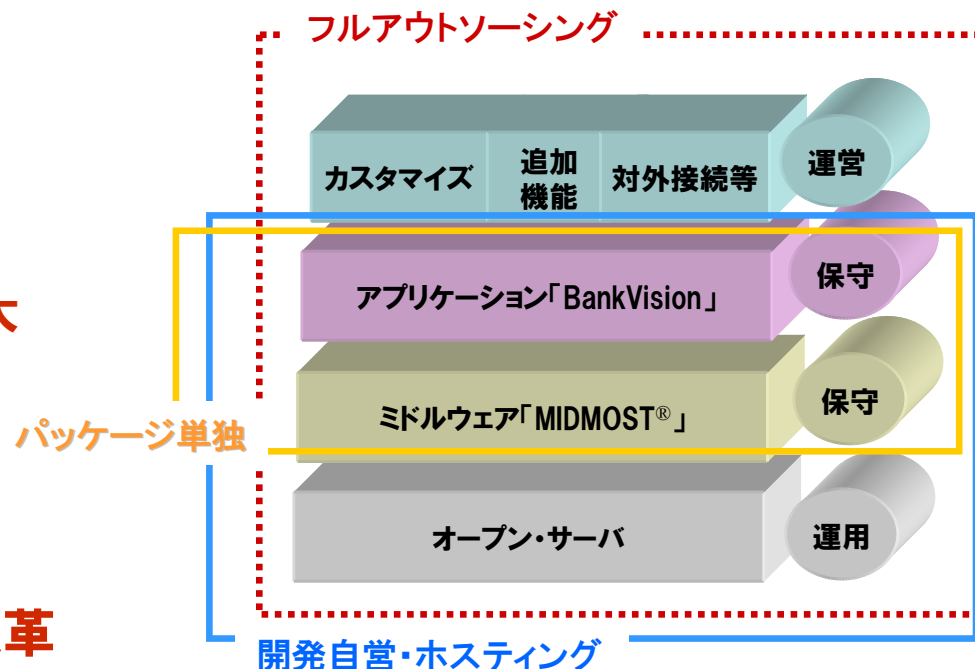 フルアウトソーシング
カスタマイズ
追加
機能
対外接続等
運営
アプリケーション「BankVision」
保守
大
ミドルウェア「MIDMOST®」
保守
パッケージ単独
オープン・サーバ
運用
革
開発自営・ホスティング